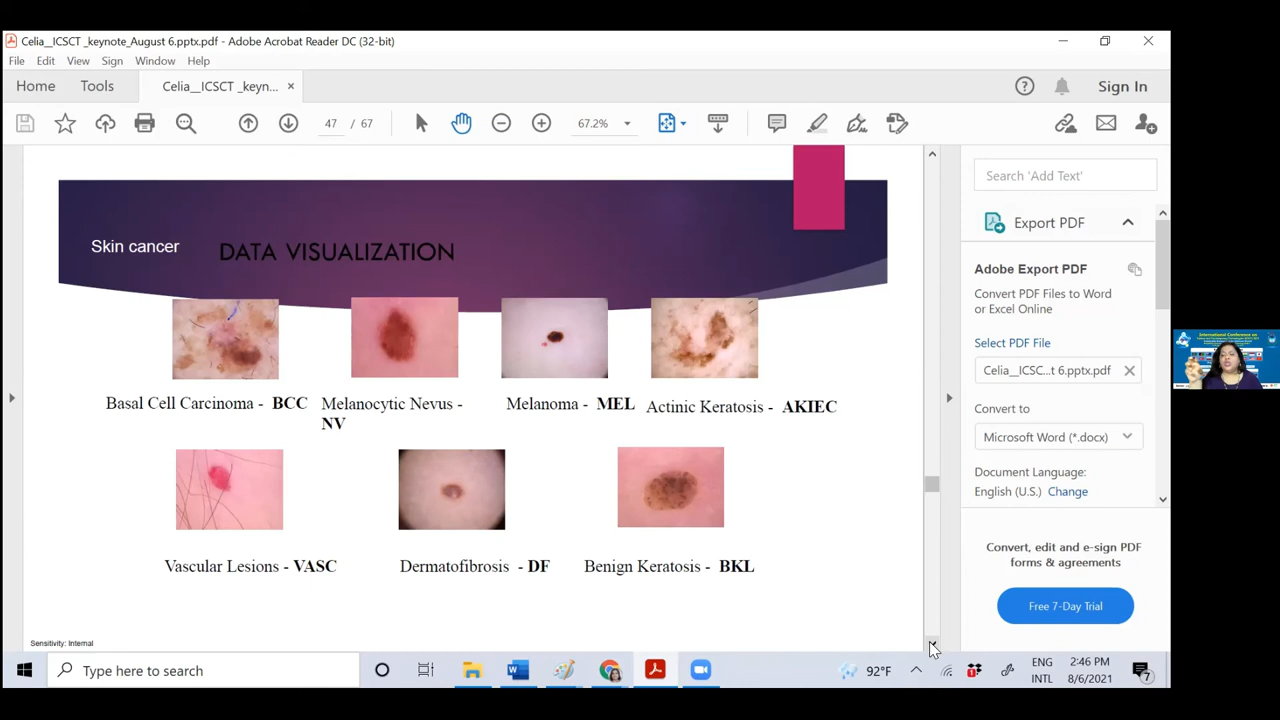 Celia__ICSCT _keynote_August 6.pptx.pdf - Adobe Acrobat Reader DC (32-bit)
File Edit View Sign Window Help
Home Tools Celia__ICSCT _keyn... Sign In
47 / 67 67.2%
Search 'Add Text'
Export PDF
Adobe Export PDF
Convert PDF Files to Word
or Excel Online
Select PDF File
Celia__ICSC...t 6.pptx.pdf
Convert to
Microsoft Word (*.docx)
Document Language:
English (U.S.) Change
Convert, edit and e-sign PDF
forms & agreements
Free 7-Day Trial
Skin cancer DATA VISUALIZATION
Basal Cell Carcinoma - BCC
Melanocytic Nevus -
NV
Melanoma - MEL
Actinic Keratosis - AKIEC
Vascular Lesions - VASC
Dermatofibrosis - DF
Benign Keratosis - BKL
Sensitivity: Internal
Type here to search
92°F
ENG
INTL
2:46 PM
8/6/2021
7
International Conference on